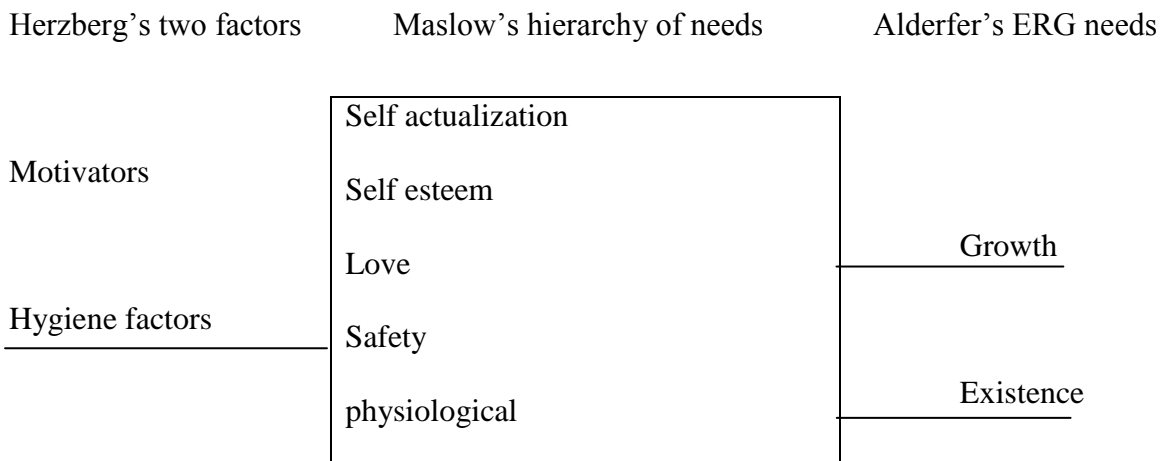 Herzberg’s two factors Maslow’s hierarchy of needs Alderfer’s ERG needs
Self actualization
Motivators
Self esteem
Growth
Love
Hygiene factors
Safety
Existence
physiological